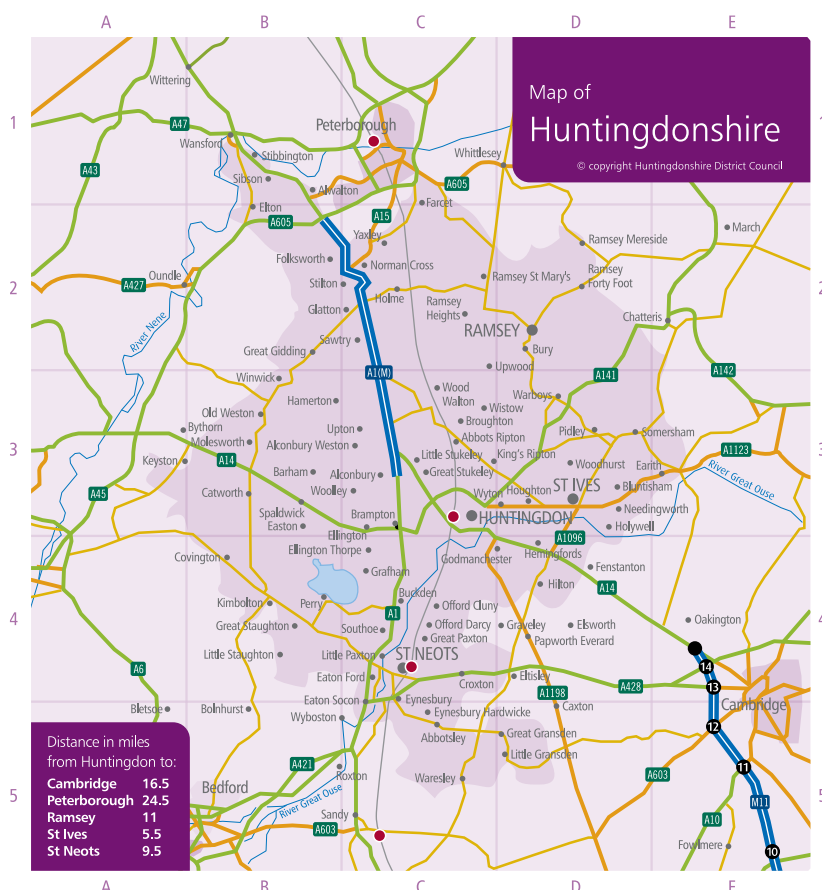 A B C D E
Map of
Huntingdonshire
© copyright Huntingdonshire District Council
1
Wittering
A47
Wansford
Peterborough
Stibbington
Whittlesey
A43
Sibson
Alwalton
A605
Elton
Farcet
A605
A15
March
Yaxley
Ramsey Mereside
Folksworth
Norman Cross
Oundle
A427
2
2
Stilton
Ramsey St Mary's
Ramsey
Forty Foot
Holme
Glatton
Ramsey
Heights
Chatteris
River Nene
RAMSEY
Sawtry
Great Gidding
Bury
Upwood
A1(M)
A141
A142
Winwick
Wood
Walton
Hamerton
Warboys
Old Weston
Wistow
Bythorn
Upton
Broughton
Pidley
Somersham
Molesworth
Alconbury Weston
Abbots Ripton
3
3
A14
Little Stukeley
King's Ripton
A1123
Keyston
Barham
Alconbury
Great Stukeley
Woodhurst
Earith
River Great Ouse
A45
Catworth
Woolley
Wyton
Houghton
ST IVES
Bluntisham
Spaldwick
Brampton
HUNTINGDON
Needingworth
Easton
Holywell
Ellington
A1096
Ellington Thorpe
Hemingfords
Covington
Godmanchester
Fenstanton
Grafham
Hilton
A14
Kimbolton
Perry
Buckden
Offord Cluny
4
4
A1
Great Staughton
Southoe
Offord Darcy
Graveley
Elsworth
Oakington
Great Paxton
Papworth Everard
Little Staughton
Little Paxton
ST NEOTS
A6
14
Eaton Ford
Croxton
Eltisley
A428
13
Bletsoe
Bolnhurst
Eaton Socon
Eynesbury
A1198
Caxton
Cambridge
Wyboston
Eynesbury Hardwicke
12
Abbotsley
Great Gransden
Distance in miles
from Huntingdon to:
Cambridge 16.5
Peterborough 24.5
Ramsey 11
St Ives 5.5
St Neots 9.5
A421
Little Gransden
11
Roxton
Waresley
A603
Bedford
5
M11
River Great Ouse
Sandy
A603
A10
Fowlmere
10
A B C D E